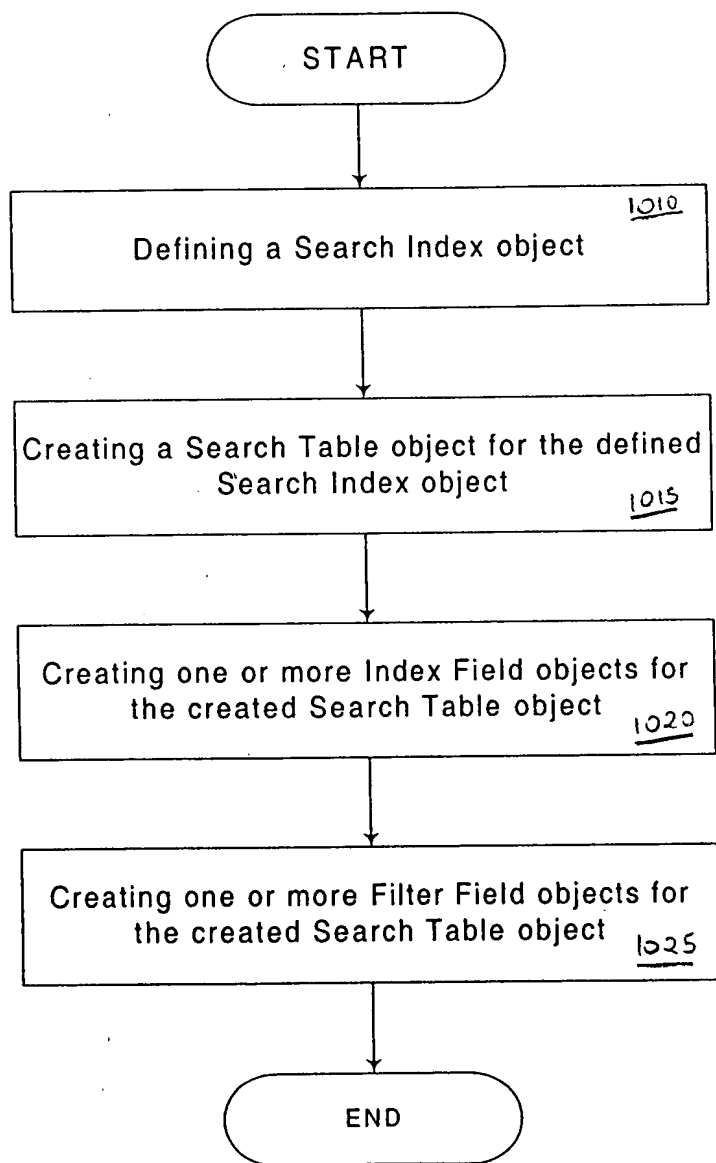 START
1010
Defining a Search Index object
Creating a Search Table object for the defined
Search Index object
1015
Creating one or more Index Field objects for
the created Search Table object
1020
Creating one or more Filter Field objects for
the created Search Table object
1025
END